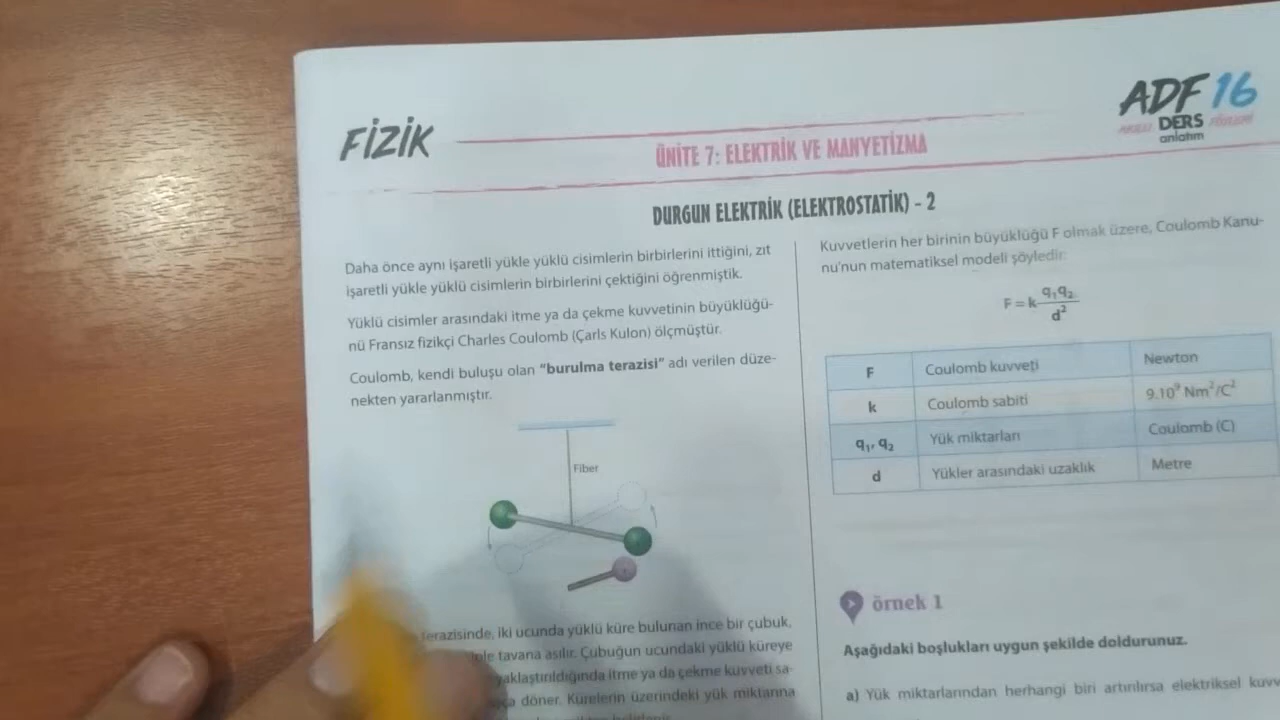 FİZİK
ÜNİTE 7: ELEKTRİK VE MANYETİZMA
ADF 16
DERS
anlatım
DURGUN ELEKTRİK (ELEKTROSTATİK) - 2
Daha önce aynı işaretli yükle yüklü cisimlerin birbirlerini ittiğini, zıt
işaretli yükle yüklü cisimlerin birbirlerini çektiğini öğrenmiştik.
Yüklü cisimler arasındaki itme ya da çekme kuvvetinin büyüklüğü-
nü Fransız fizikçi Charles Coulomb (Çarls Kulon) ölçmüştür.
Coulomb, kendi buluşu olan "burulma terazisi" adı verilen düze-
nekten yararlanmıştır.
Fiber
terazisinde, iki ucunda yüklü küre bulunan ince bir çubuk,
tavana asılır. Çubuğun ucundaki yüklü küreye
itme ya da çekme kuvveti sa-
döner. Kürelerin üzerindeki yük miktarına
Kuvvetlerin her birinin büyüklüğü F olmak üzere, Coulomb Kanu-
nu'nun matematiksel modeli şöyledir:
F = k q₁q₂ / d²
F Coulomb kuvveti Newton
k Coulomb sabiti 9.10⁹ Nm²/C²
q₁, q₂ Yük miktarları Coulomb (C)
d Yükler arasındaki uzaklık Metre
örnek 1
Aşağıdaki boşlukları uygun şekilde doldurunuz.
a) Yük miktarlarından herhangi biri artırılırsa elektriksel kuvv